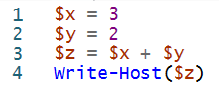 1 $x = 3
2 $y = 2
3 $z = $x + $y
4 Write-Host($z)